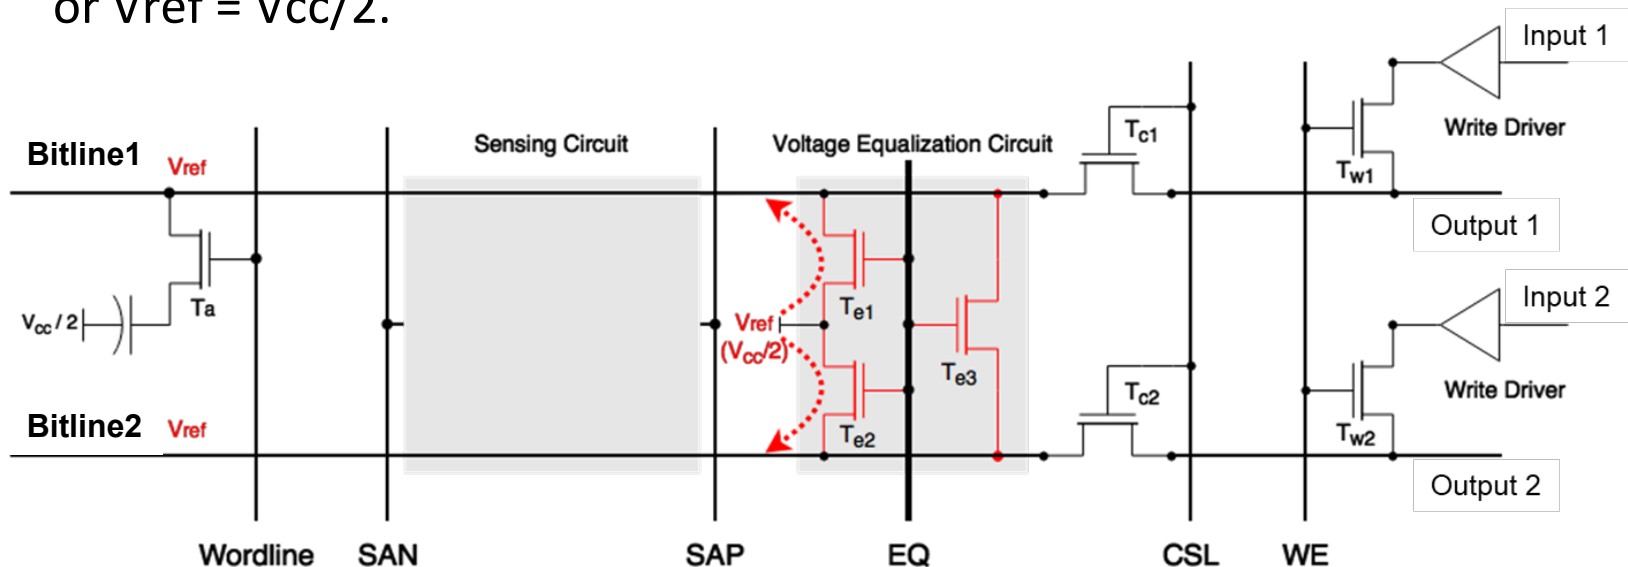 or Vref = Vcc/2.
Input 1
Sensing Circuit
Voltage Equalization Circuit
Tc1
Write Driver
Bitline1
Vref
Tw1
Output 1
Ta
Te1
Input 2
Vcc / 2
Vref
(Vcc/2)
Te3
Tc2
Write Driver
Bitline2
Vref
Te2
Tw2
Output 2
Wordline
SAN
SAP
EQ
CSL
WE